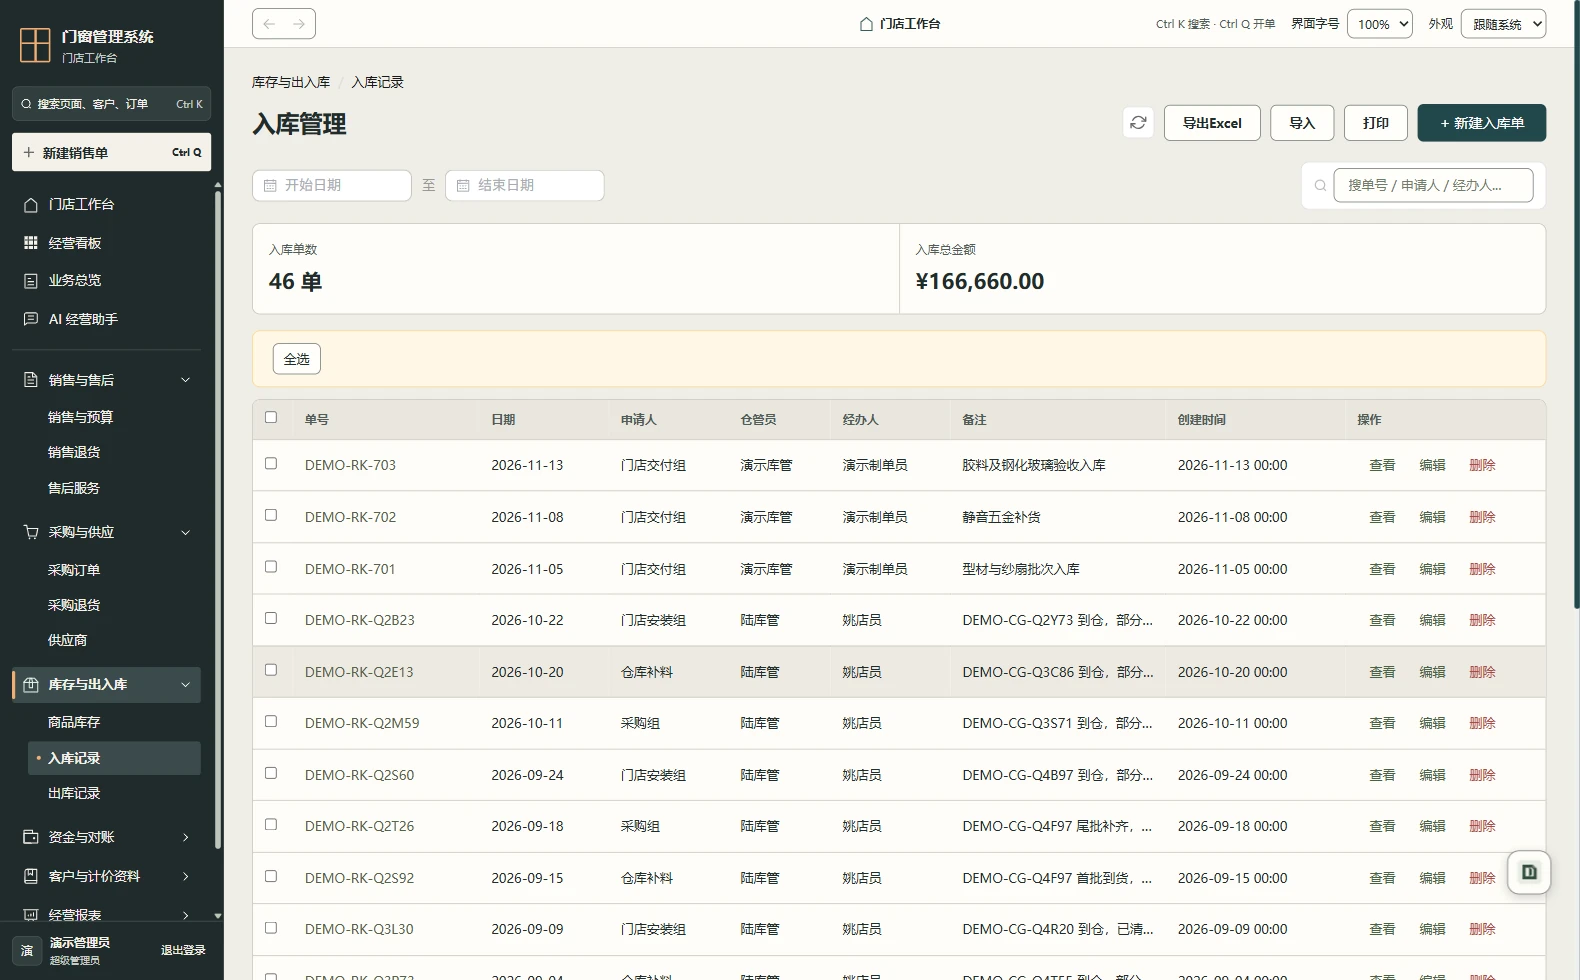 门窗管理系统
门店工作台
搜索页面、客户、订单 Ctrl K
新建销售单 Ctrl Q
门店工作台
经营看板
业务总览
AI 经营助手
销售与售后
销售与预算
销售退货
售后服务
采购与供应
采购订单
采购退货
供应商
库存与出入库
商品库存
入库记录
出库记录
资金与对账
客户与计价资料
经营报表
演
演示管理员
超级管理员
退出登录
门店工作台
Ctrl K 搜索 · Ctrl Q 开单 界面字号 100% 外观 跟随系统
库存与出入库 / 入库记录
入库管理
导出Excel 导入 打印 + 新建入库单
开始日期 至 结束日期
搜单号 / 申请人 / 经办人...
入库单数
46 单
入库总金额
¥166,660.00
全选
单号 日期 申请人 仓管员 经办人 备注 创建时间 操作
DEMO-RK-703 2026-11-13 门店交付组 演示库管 演示制单员 胶料及钢化玻璃验收入库 2026-11-13 00:00 查看 编辑 删除
DEMO-RK-702 2026-11-08 门店交付组 演示库管 演示制单员 静音五金补货 2026-11-08 00:00 查看 编辑 删除
DEMO-RK-701 2026-11-05 门店交付组 演示库管 演示制单员 型材与纱扇批次入库 2026-11-05 00:00 查看 编辑 删除
DEMO-RK-Q2B23 2026-10-22 门店安装组 陆库管 姚店员 DEMO-CG-Q2Y73 到仓，部分... 2026-10-22 00:00 查看 编辑 删除
DEMO-RK-Q2E13 2026-10-20 仓库补料 陆库管 姚店员 DEMO-CG-Q3C86 到仓，部分... 2026-10-20 00:00 查看 编辑 删除
DEMO-RK-Q2M59 2026-10-11 采购组 陆库管 姚店员 DEMO-CG-Q3S71 到仓，部分... 2026-10-11 00:00 查看 编辑 删除
DEMO-RK-Q2S60 2026-09-24 门店安装组 陆库管 姚店员 DEMO-CG-Q4B97 到仓，部分... 2026-09-24 00:00 查看 编辑 删除
DEMO-RK-Q2T26 2026-09-18 采购组 陆库管 姚店员 DEMO-CG-Q4F97 尾批补齐，... 2026-09-18 00:00 查看 编辑 删除
DEMO-RK-Q2S92 2026-09-15 仓库补料 陆库管 姚店员 DEMO-CG-Q4F97 首批到货，... 2026-09-15 00:00 查看 编辑 删除
DEMO-RK-Q3L30 2026-09-09 门店安装组 陆库管 姚店员 DEMO-CG-Q4R20 到仓，已清... 2026-09-09 00:00 查看 编辑 删除